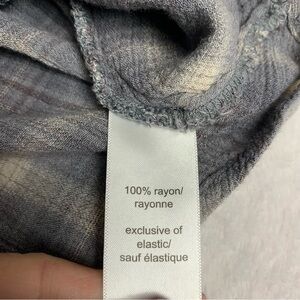 100% rayon/
rayonne
exclusive of
elastic/
sauf élastique